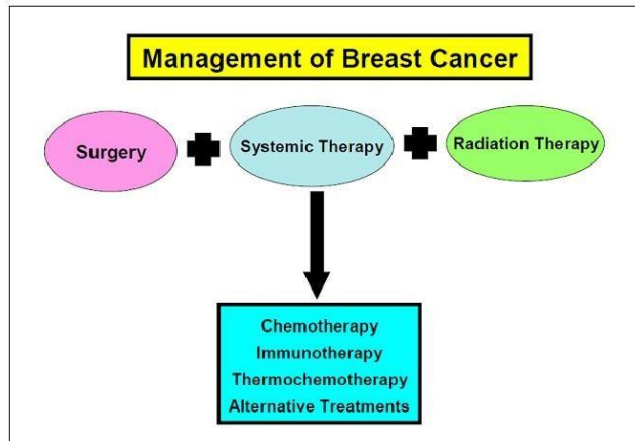 Management of Breast Cancer
Surgery
Systemic Therapy
Radiation Therapy
Chemotherapy
Immunotherapy
Thermochemotherapy
Alternative Treatments